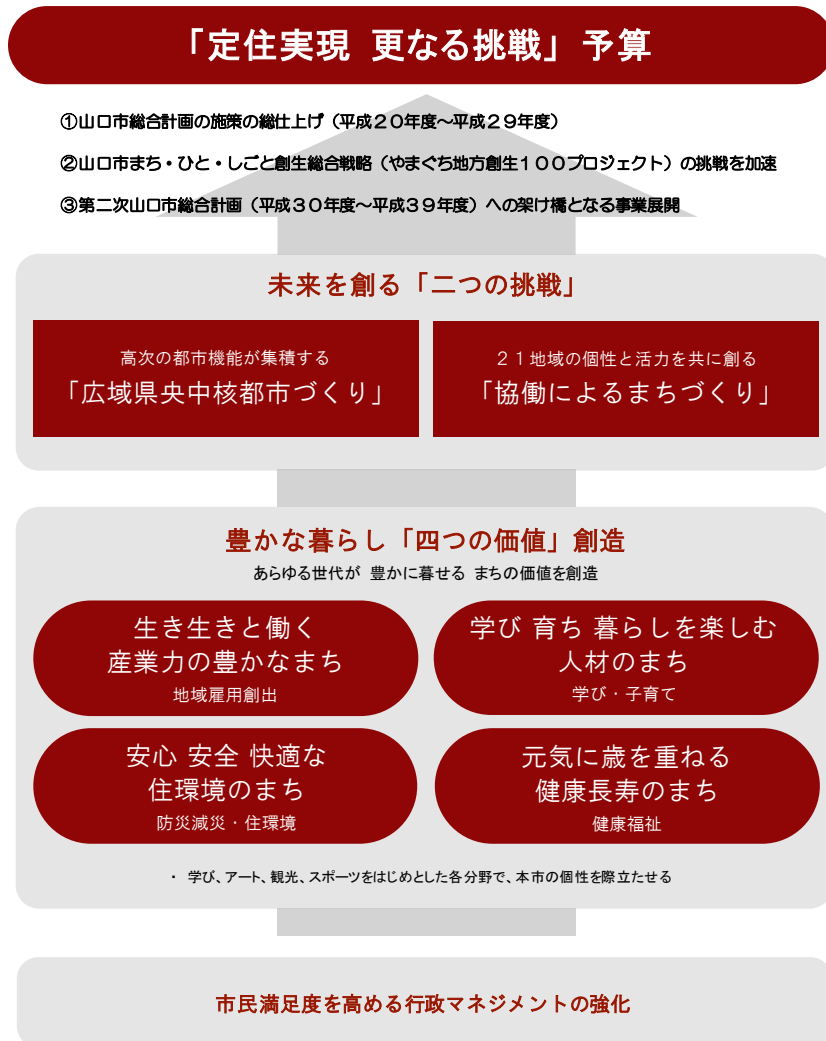 「定住実現 更なる挑戦」予算
①山口市総合計画の施策の総仕上げ（平成２０年度～平成２９年度）
②山口市まち・ひと・しごと創生総合戦略（やまぐち地方創生１００プロジェクト）の挑戦を加速
③第二次山口市総合計画（平成３０年度～平成３９年度）への架け橋となる事業展開
未来を創る「二つの挑戦」
高次の都市機能が集積する
「広域県央中核都市づくり」
２１地域の個性と活力を共に創る
「協働によるまちづくり」
豊かな暮らし「四つの価値」創造
あらゆる世代が 豊かに暮せる まちの価値を創造
生き生きと働く
産業力の豊かなまち
地域雇用創出
学び 育ち 暮らしを楽しむ
人材のまち
学び・子育て
安心 安全 快適な
住環境のまち
防災減災・住環境
元気に歳を重ねる
健康長寿のまち
健康福祉
・ 学び、アート、観光、スポーツをはじめとした各分野で、本市の個性を際立たせる
市民満足度を高める行政マネジメントの強化